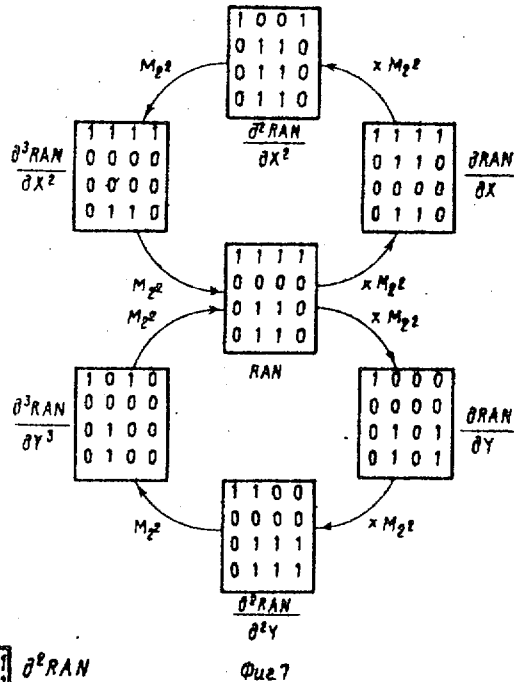 1 0 0 1
0 1 1 0
0 1 1 0
0 1 1 0
∂²RAN
∂X²
M₂²
× M₂²
1 1 1 1
0 0 0 0
0 0 0 0
0 1 1 0
∂³RAN
∂X²
1 1 1 1
0 1 1 0
0 0 0 0
0 1 1 0
∂RAN
∂X
M₂²
× M₂²
1 1 1 1
0 0 0 0
0 1 1 0
0 1 1 0
RAN
M₂²
× M₂²
1 0 1 0
0 0 0 0
0 1 0 0
0 1 0 0
∂³RAN
∂Y³
1 0 0 0
0 0 0 0
0 1 0 1
0 1 0 1
∂RAN
∂Y
M₂²
× M₂²
1 1 0 0
0 0 0 0
0 1 1 1
0 1 1 1
∂²RAN
∂²Y
∂²RAN
Фиг.7